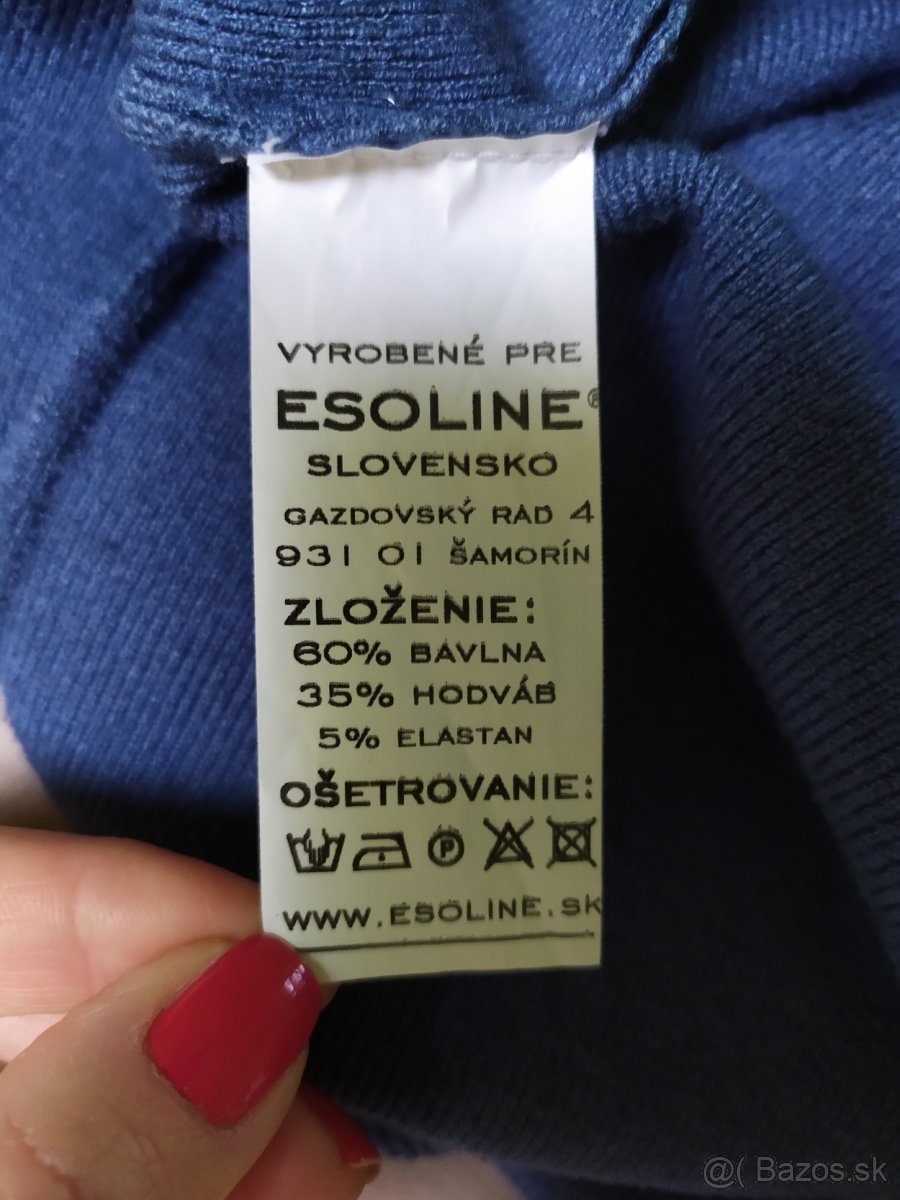 VYROBENÉ PRE
ESOLINE®
SLOVENSKO
GAZDOVSKÝ RAD 4
931 01 ŠAMORÍN
ZLOŽENIE:
60% BAVLNA
35% HODVÁB
5% ELASTAN
OŠETROVANIE:
P
WWW.ESOLINE.SK
@( Bazos.sk